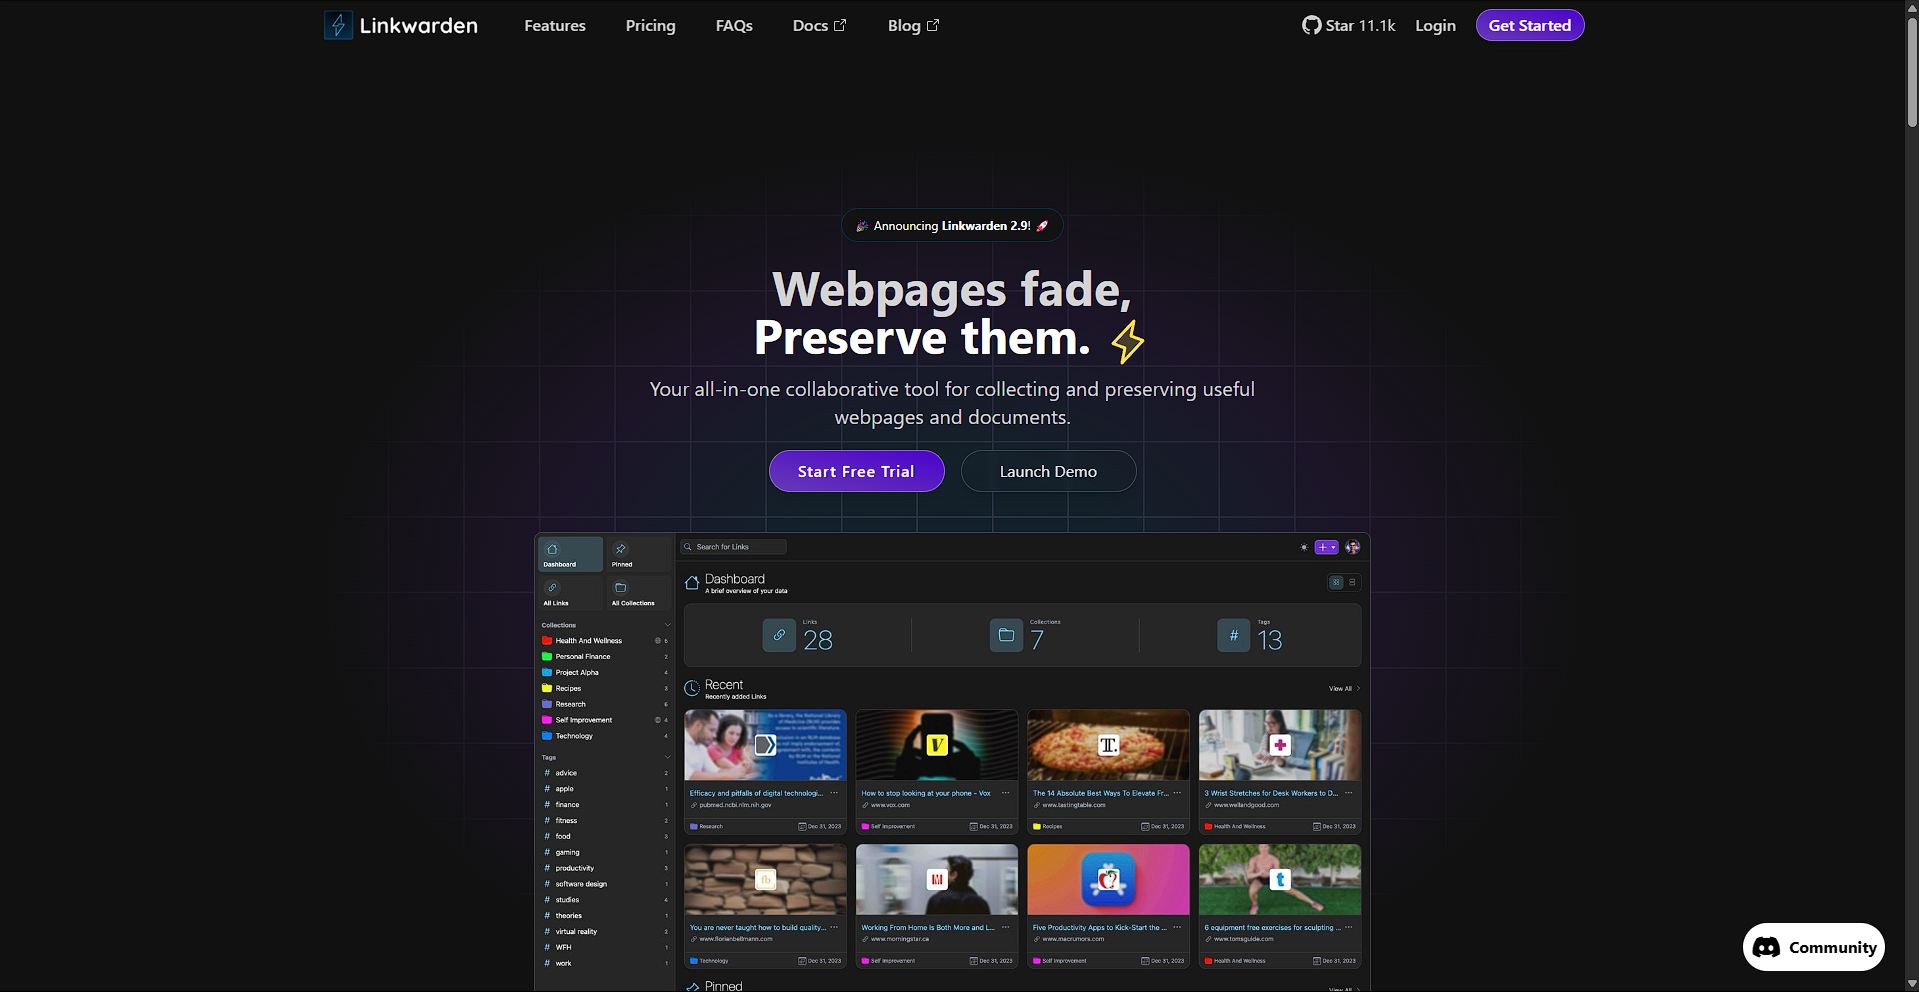 Linkwarden
Features
Pricing
FAQs
Docs
Blog
Star 11.1k
Login
Get Started
🎉 Announcing Linkwarden 2.9! 🚀
Webpages fade,
Preserve them.
Your all-in-one collaborative tool for collecting and preserving useful
webpages and documents.
Start Free Trial
Launch Demo
Dashboard
Pinned
All Links
All Collections
Collections
Health And Wellness 6
Personal Finance 2
Project Alpha 4
Recipes 3
Research 6
Self Improvement 4
Technology 4
Tags
# advice 2
# apple 1
# finance 1
# fitness 2
# food 3
# gaming 1
# productivity 3
# software design 1
# studies 4
# theories 1
# virtual reality 2
# WFH 1
# work 1
Search for Links
Dashboard
A brief overview of your data
Links
28
Collections
7
Tags
13
Recent
Recently added Links
View All
Efficacy and pitfalls of digital technologi...
pubmed.ncbi.nlm.nih.gov
Research
Dec 31, 2023
How to stop looking at your phone - Vox
www.vox.com
Self Improvement
Dec 31, 2023
The 14 Absolute Best Ways To Elevate Fr...
www.tastingtable.com
Recipes
Dec 31, 2023
3 Wrist Stretches for Desk Workers to D...
www.wellandgood.com
Health And Wellness
Dec 31, 2023
You are never taught how to build quality...
www.florianbellmann.com
Technology
Dec 31, 2023
Working From Home Is Both More and L...
www.morningstar.ca
Self Improvement
Dec 31, 2023
Five Productivity Apps to Kick-Start the ...
www.macrumors.com
Self Improvement
Dec 31, 2023
6 equipment free exercises for sculpting ...
www.tomsguide.com
Health And Wellness
Dec 31, 2023
Pinned
View All
Community